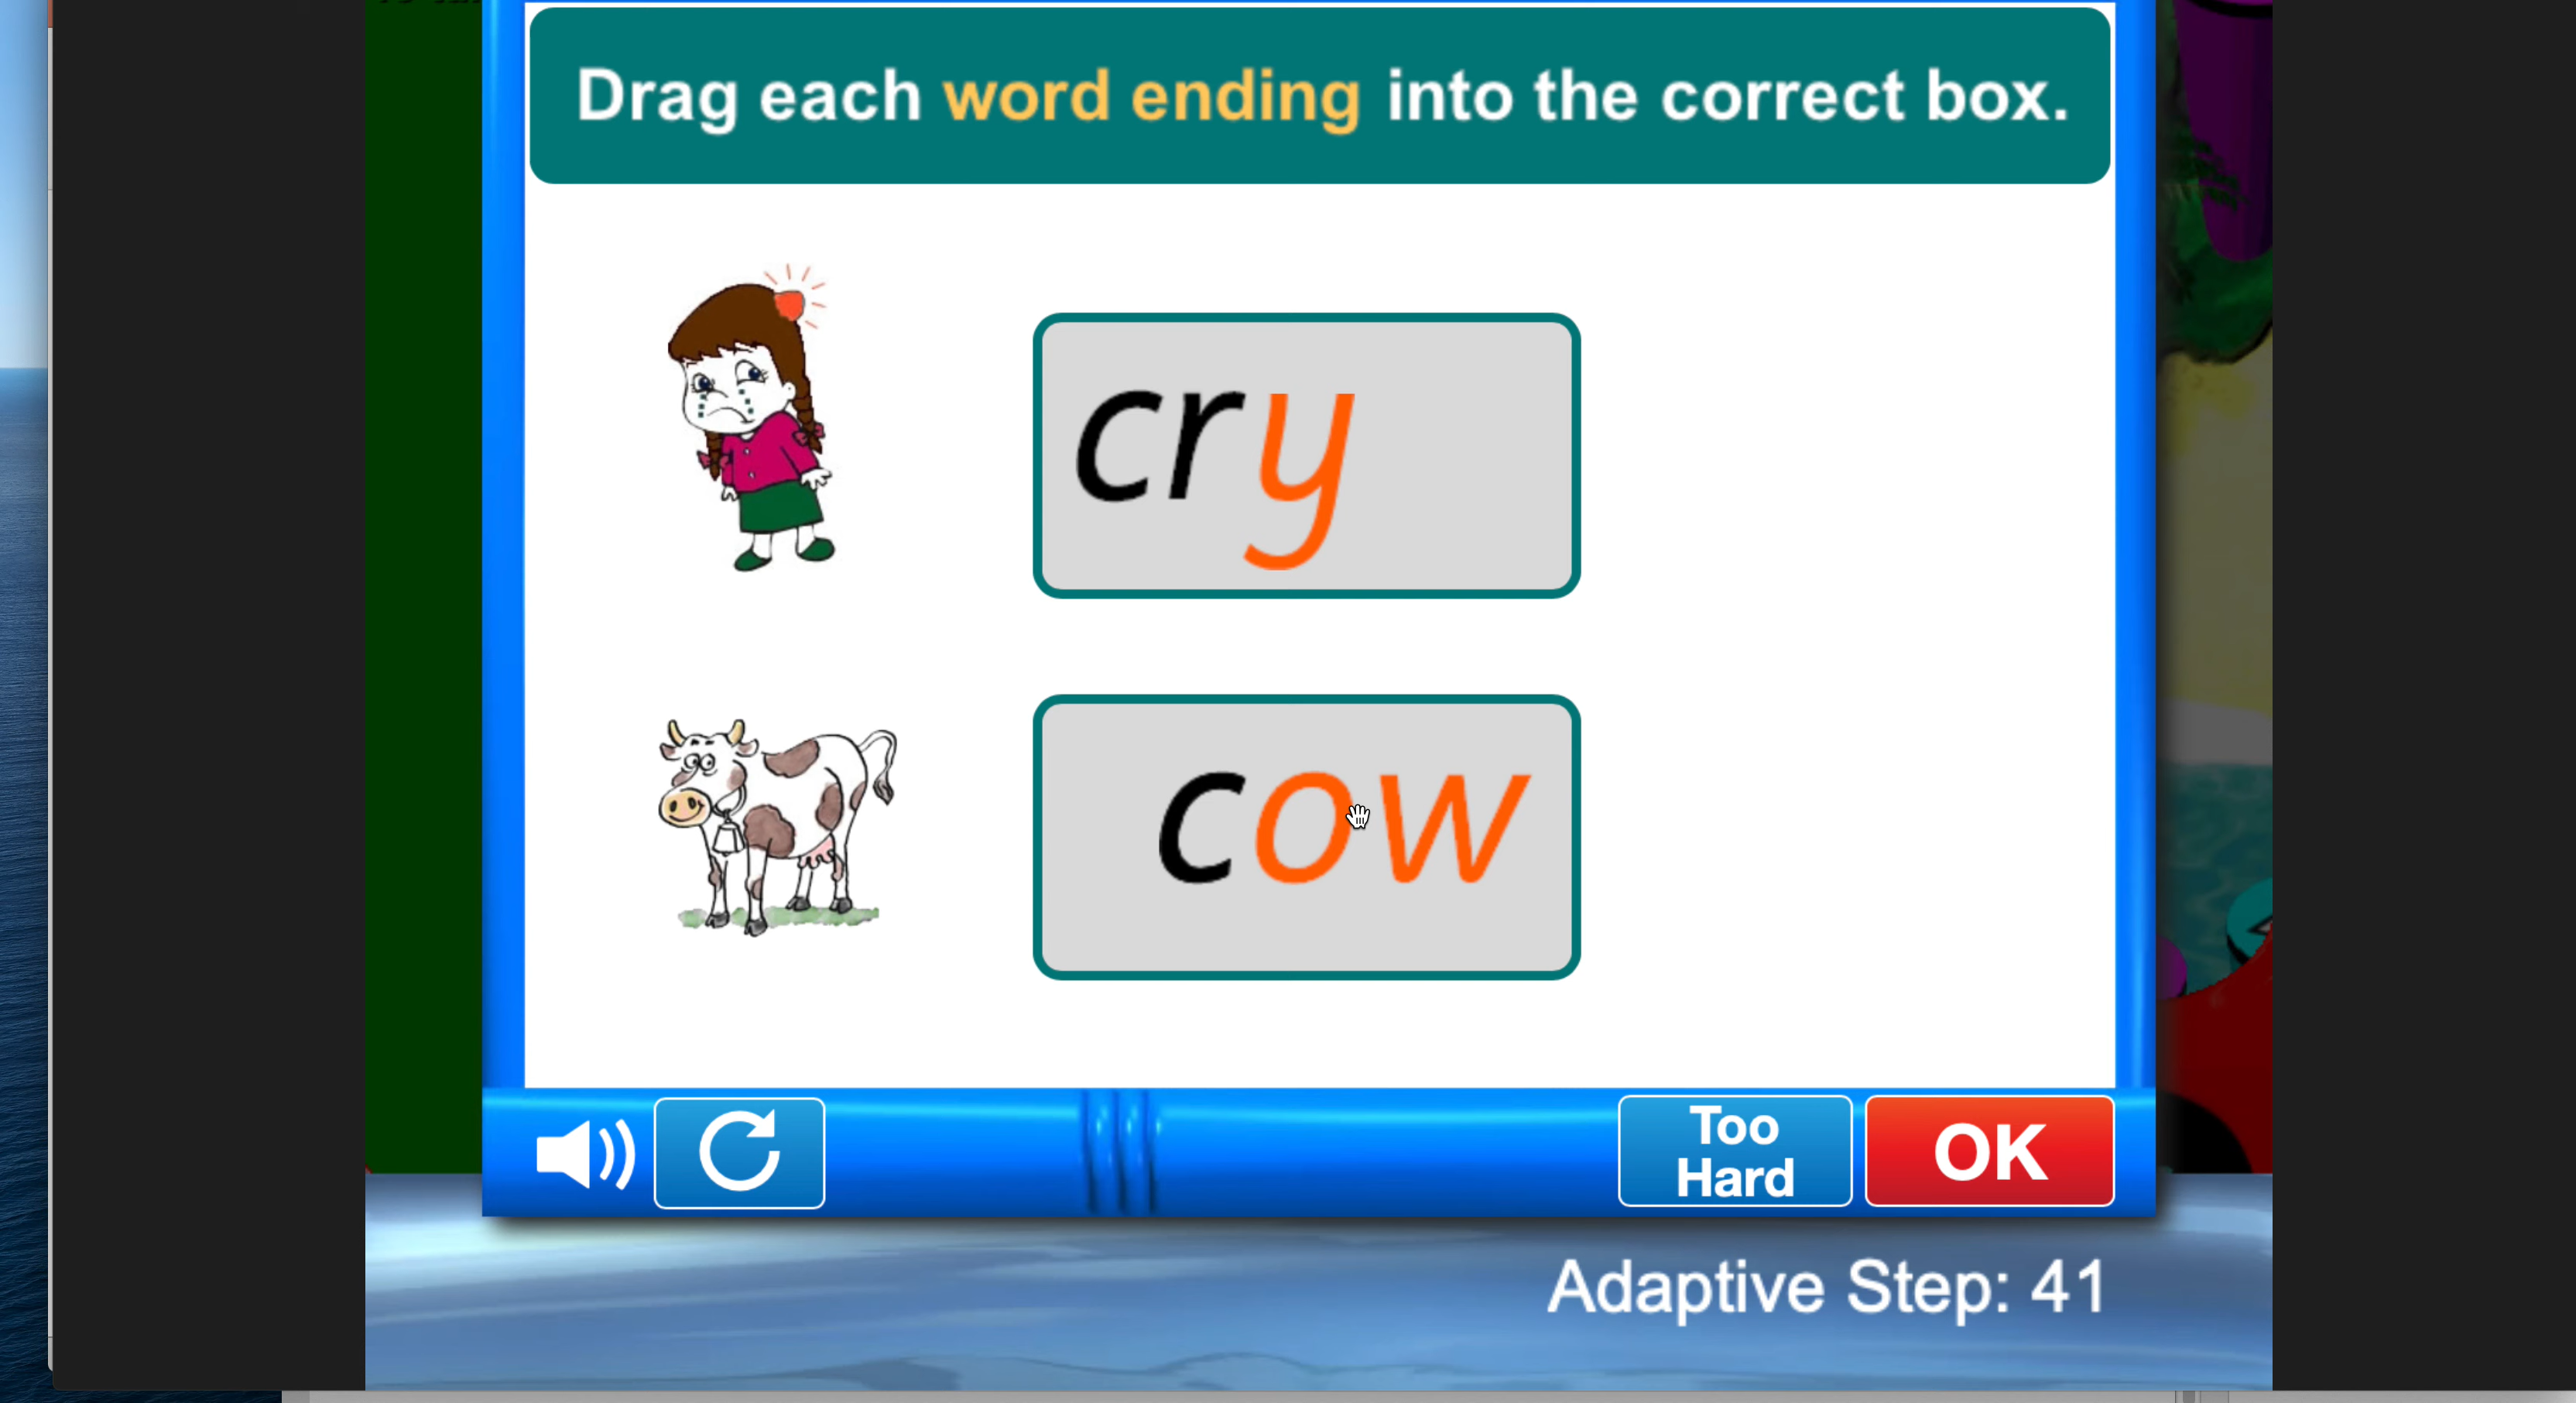 Drag each word ending into the correct box.
cry
cow
Too
Hard
OK
Adaptive Step: 41